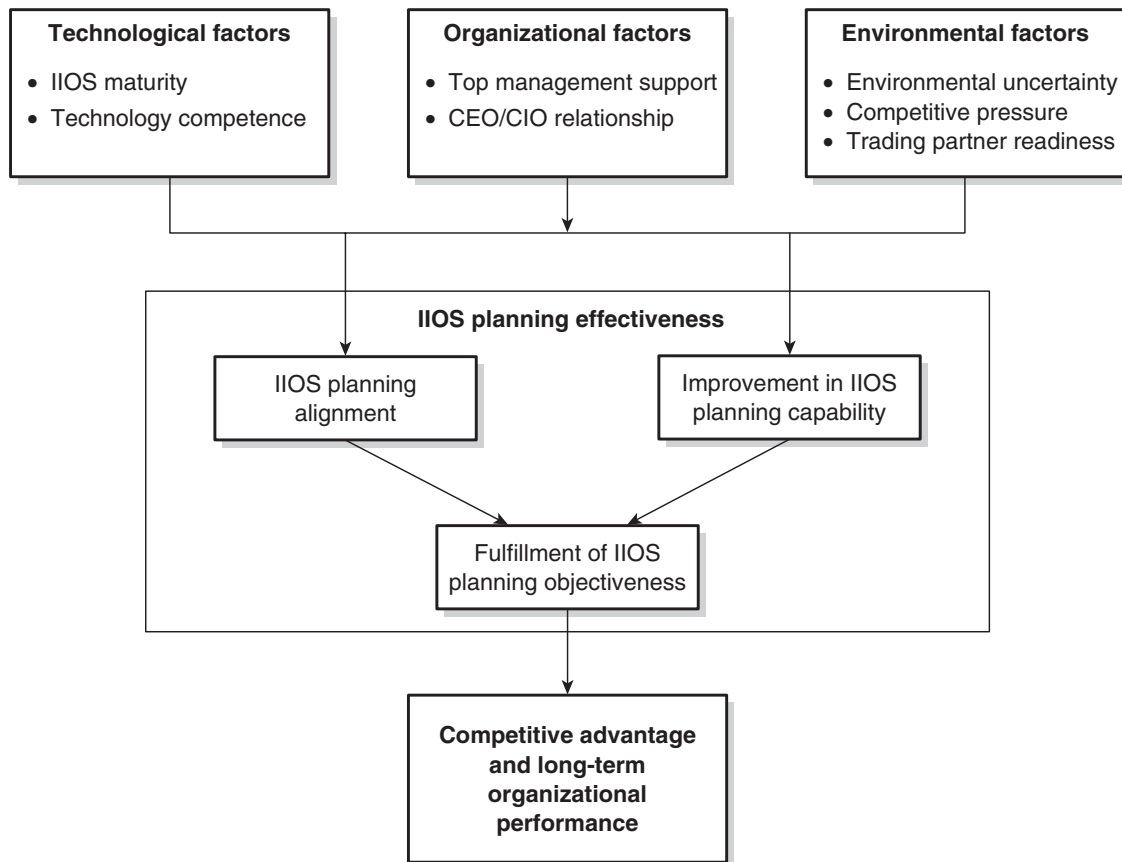 Technological factors
• IIOS maturity
• Technology competence
Organizational factors
• Top management support
• CEO/CIO relationship
Environmental factors
• Environmental uncertainty
• Competitive pressure
• Trading partner readiness
IIOS planning effectiveness
IIOS planning
alignment
Improvement in IIOS
planning capability
Fulfillment of IIOS
planning objectiveness
Competitive advantage
and long-term
organizational
performance